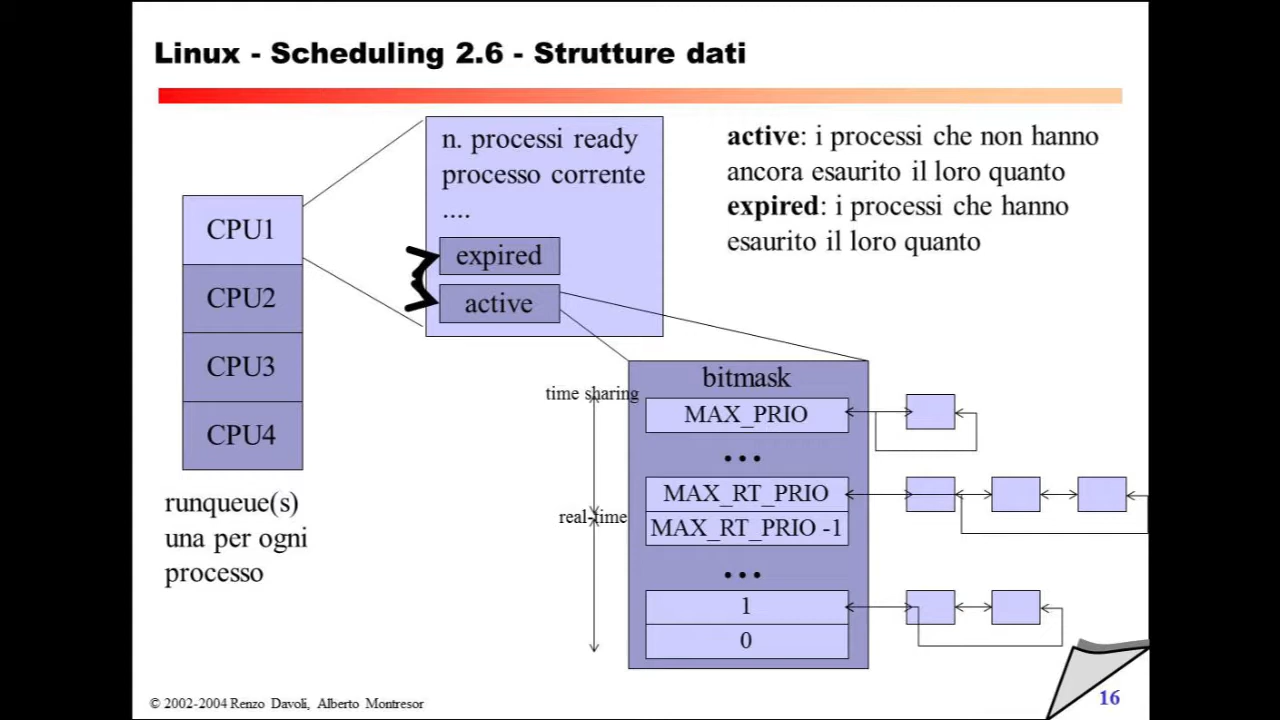 Linux - Scheduling 2.6 - Strutture dati
n. processi ready
processo corrente
....
expired
active
CPU1
CPU2
CPU3
CPU4
runqueue(s)
una per ogni
processo
active: i processi che non hanno
ancora esaurito il loro quanto
expired: i processi che hanno
esaurito il loro quanto
bitmask
time sharing
MAX_PRIO
...
MAX_RT_PRIO
real-time
MAX_RT_PRIO -1
...
1
0
© 2002-2004 Renzo Davoli, Alberto Montresor
16